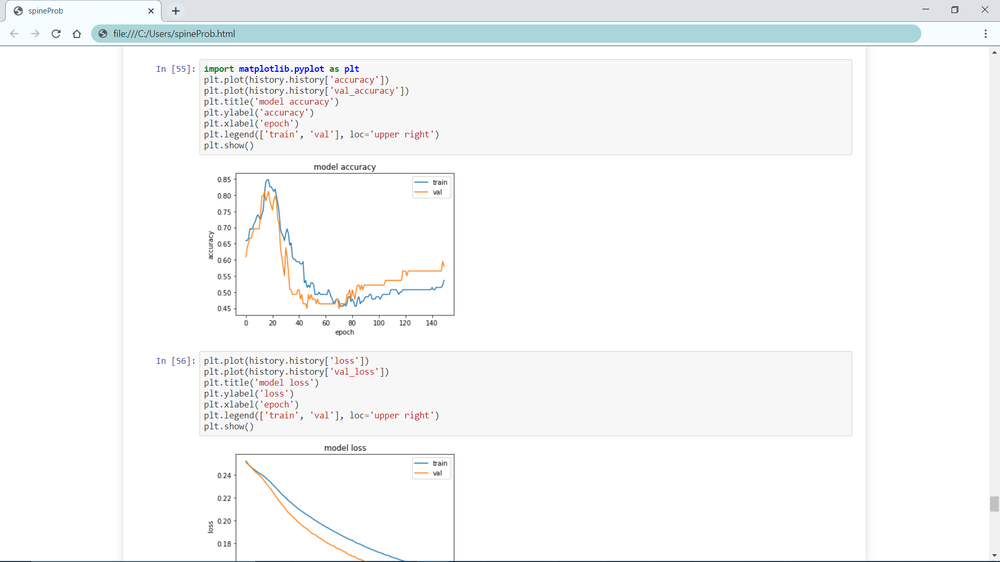 spineProb
file:///C:/Users/spineProb.html
In [55]:
import matplotlib.pyplot as plt
plt.plot(history.history['accuracy'])
plt.plot(history.history['val_accuracy'])
plt.title('model accuracy')
plt.ylabel('accuracy')
plt.xlabel('epoch')
plt.legend(['train', 'val'], loc='upper right')
plt.show()
model accuracy
train
val
0.85
0.80
0.75
0.70
0.65
0.60
0.55
0.50
0.45
accuracy
0 20 40 60 80 100 120 140
epoch
In [56]:
plt.plot(history.history['loss'])
plt.plot(history.history['val_loss'])
plt.title('model loss')
plt.ylabel('loss')
plt.xlabel('epoch')
plt.legend(['train', 'val'], loc='upper right')
plt.show()
model loss
train
val
0.24
0.22
0.20
0.18
loss